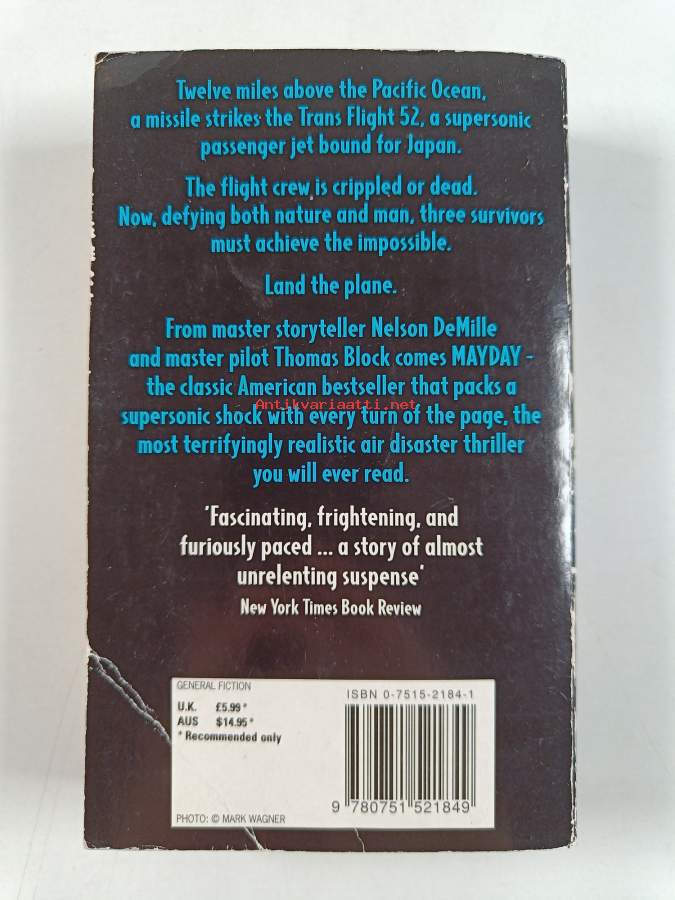 Twelve miles above the Pacific Ocean,
a missile strikes the Trans Flight 52, a supersonic
passenger jet bound for Japan.
The flight crew is crippled or dead.
Now, defying both nature and man, three survivors
must achieve the impossible.
Land the plane.
From master storyteller Nelson DeMille
and master pilot Thomas Block comes MAYDAY -
the classic American bestseller that packs a
Antikvariaatti.net
supersonic shock with every turn of the page, the
most terrifyingly realistic air disaster thriller
you will ever read.
'Fascinating, frightening, and
furiously paced ... a story of almost
unrelenting suspense'
New York Times Book Review
GENERAL FICTION
U.K. £5.99*
AUS $14.95*
* Recommended only
PHOTO: © MARK WAGNER
ISBN 0-7515-2184-1
9 780751 521849